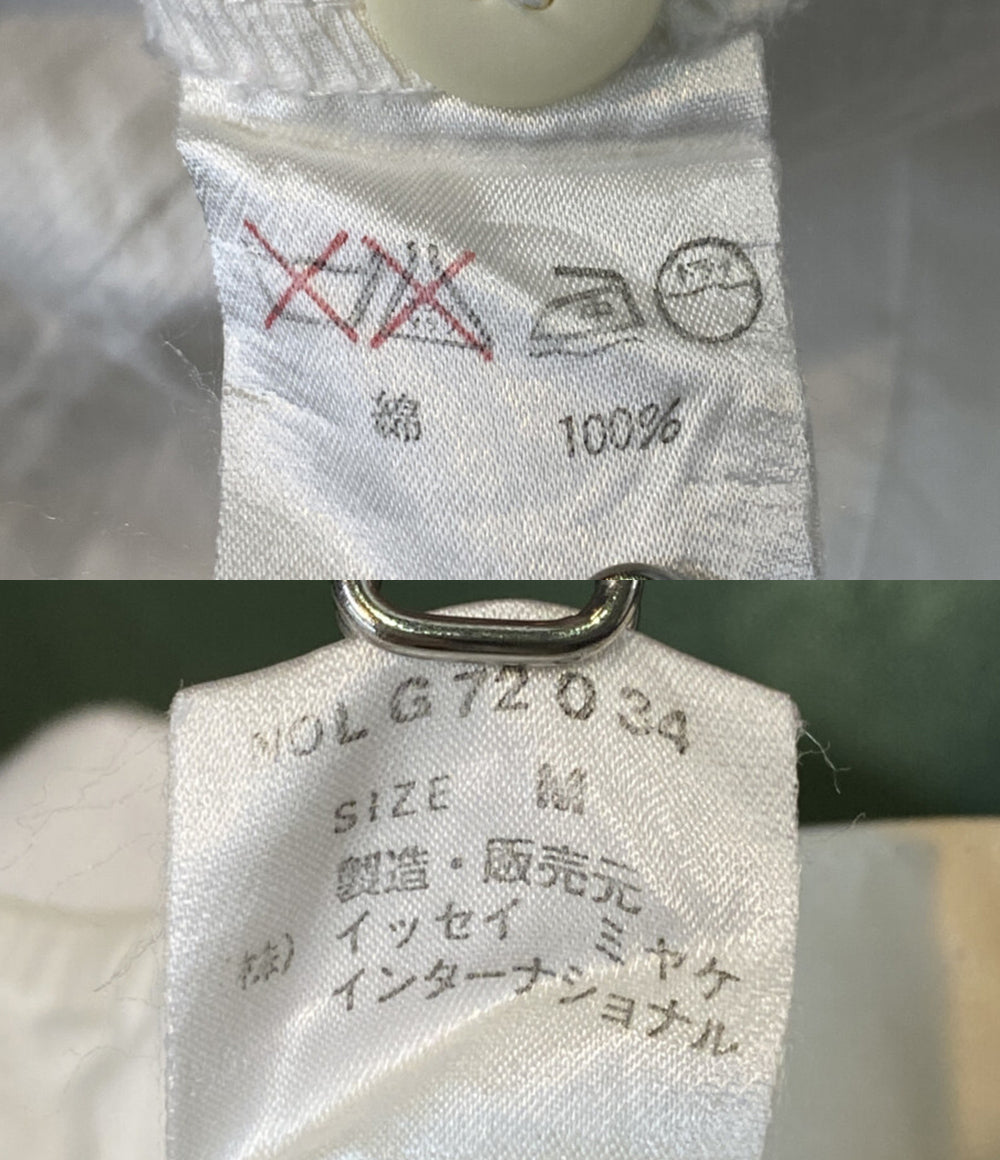 綿 100%
MOL G72034
SIZE M
製造・販売元
イッセイ ミヤケ
(株)
インターナショナル